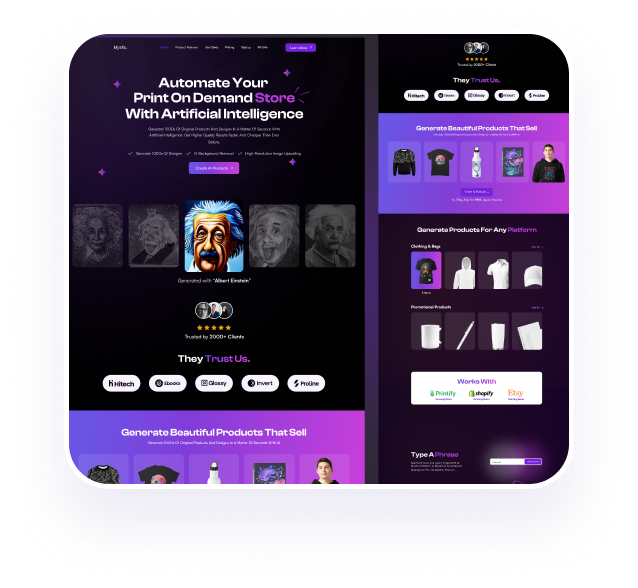 Mystic.
Home Product Features Use Cases Pricing Sign up Affiliate
Automate Your
Print On Demand Store
With Artificial Intelligence
Generate 1000s Of Original Products And Designs In A Matter Of Seconds With
Artificial Intelligence. Get Higher Quality Results Faster And Cheaper Than Ever
Before.
Generate 1000s Of Designs AI Background Removal High-Resolution Image Upscaling
Create AI Products
Generated with "Albert Einstein"
Trusted by 2000+ Clients
They Trust Us.
Hitech Ebooks Glossy Invert Proline
Generate Beautiful Products That Sell
Generate 1000s Of Original Products And Designs In A Matter Of Seconds With AI
Trusted by 2000+ Clients
They Trust Us.
Hitech Ebooks Glossy Invert Proline
Generate Beautiful Products That Sell
Generate Products For Any Platform
Clothing & Bags
Promotional Products
Works With
Printify shopify Etsy
Type A Phrase